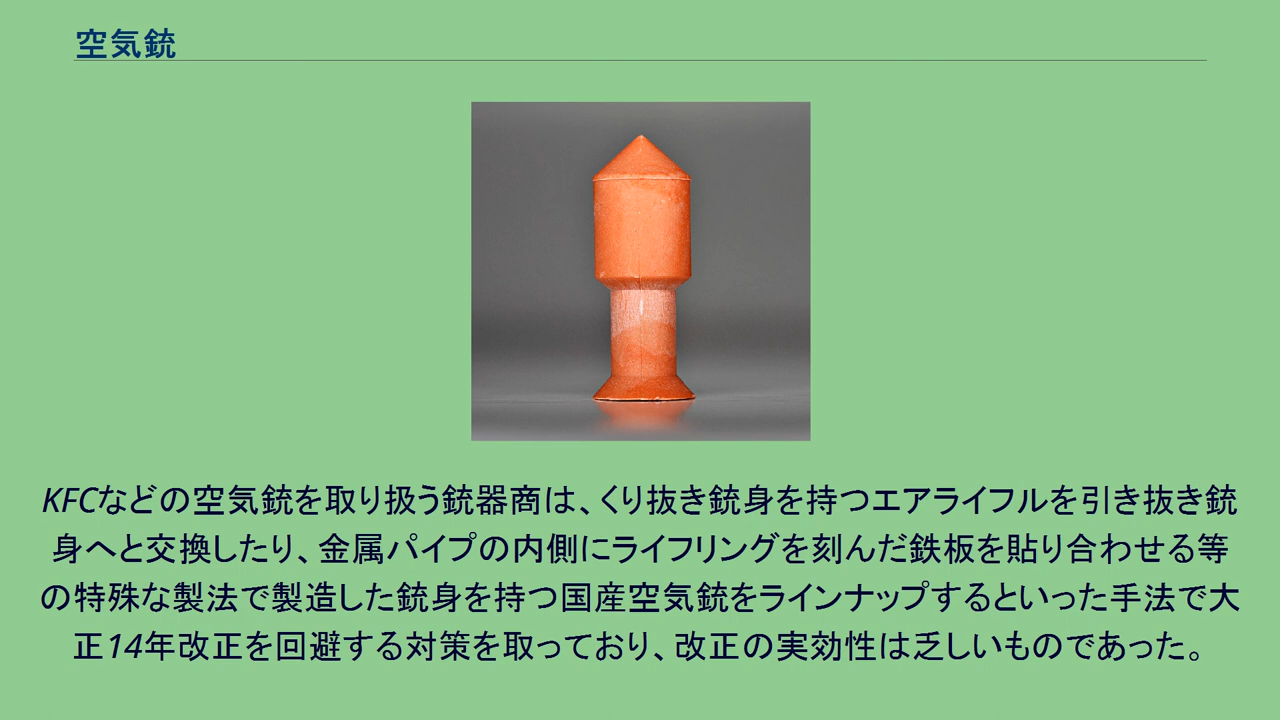 空気銃
KFCなどの空気銃を取り扱う銃器商は、くり抜き銃身を持つエアライフルを引き抜き銃
身へと交換したり、金属パイプの内側にライフリングを刻んだ鉄板を貼り合わせる等
の特殊な製法で製造した銃身を持つ国産空気銃をラインナップするといった手法で大
正14年改正を回避する対策を取っており、改正の実効性は乏しいものであった。